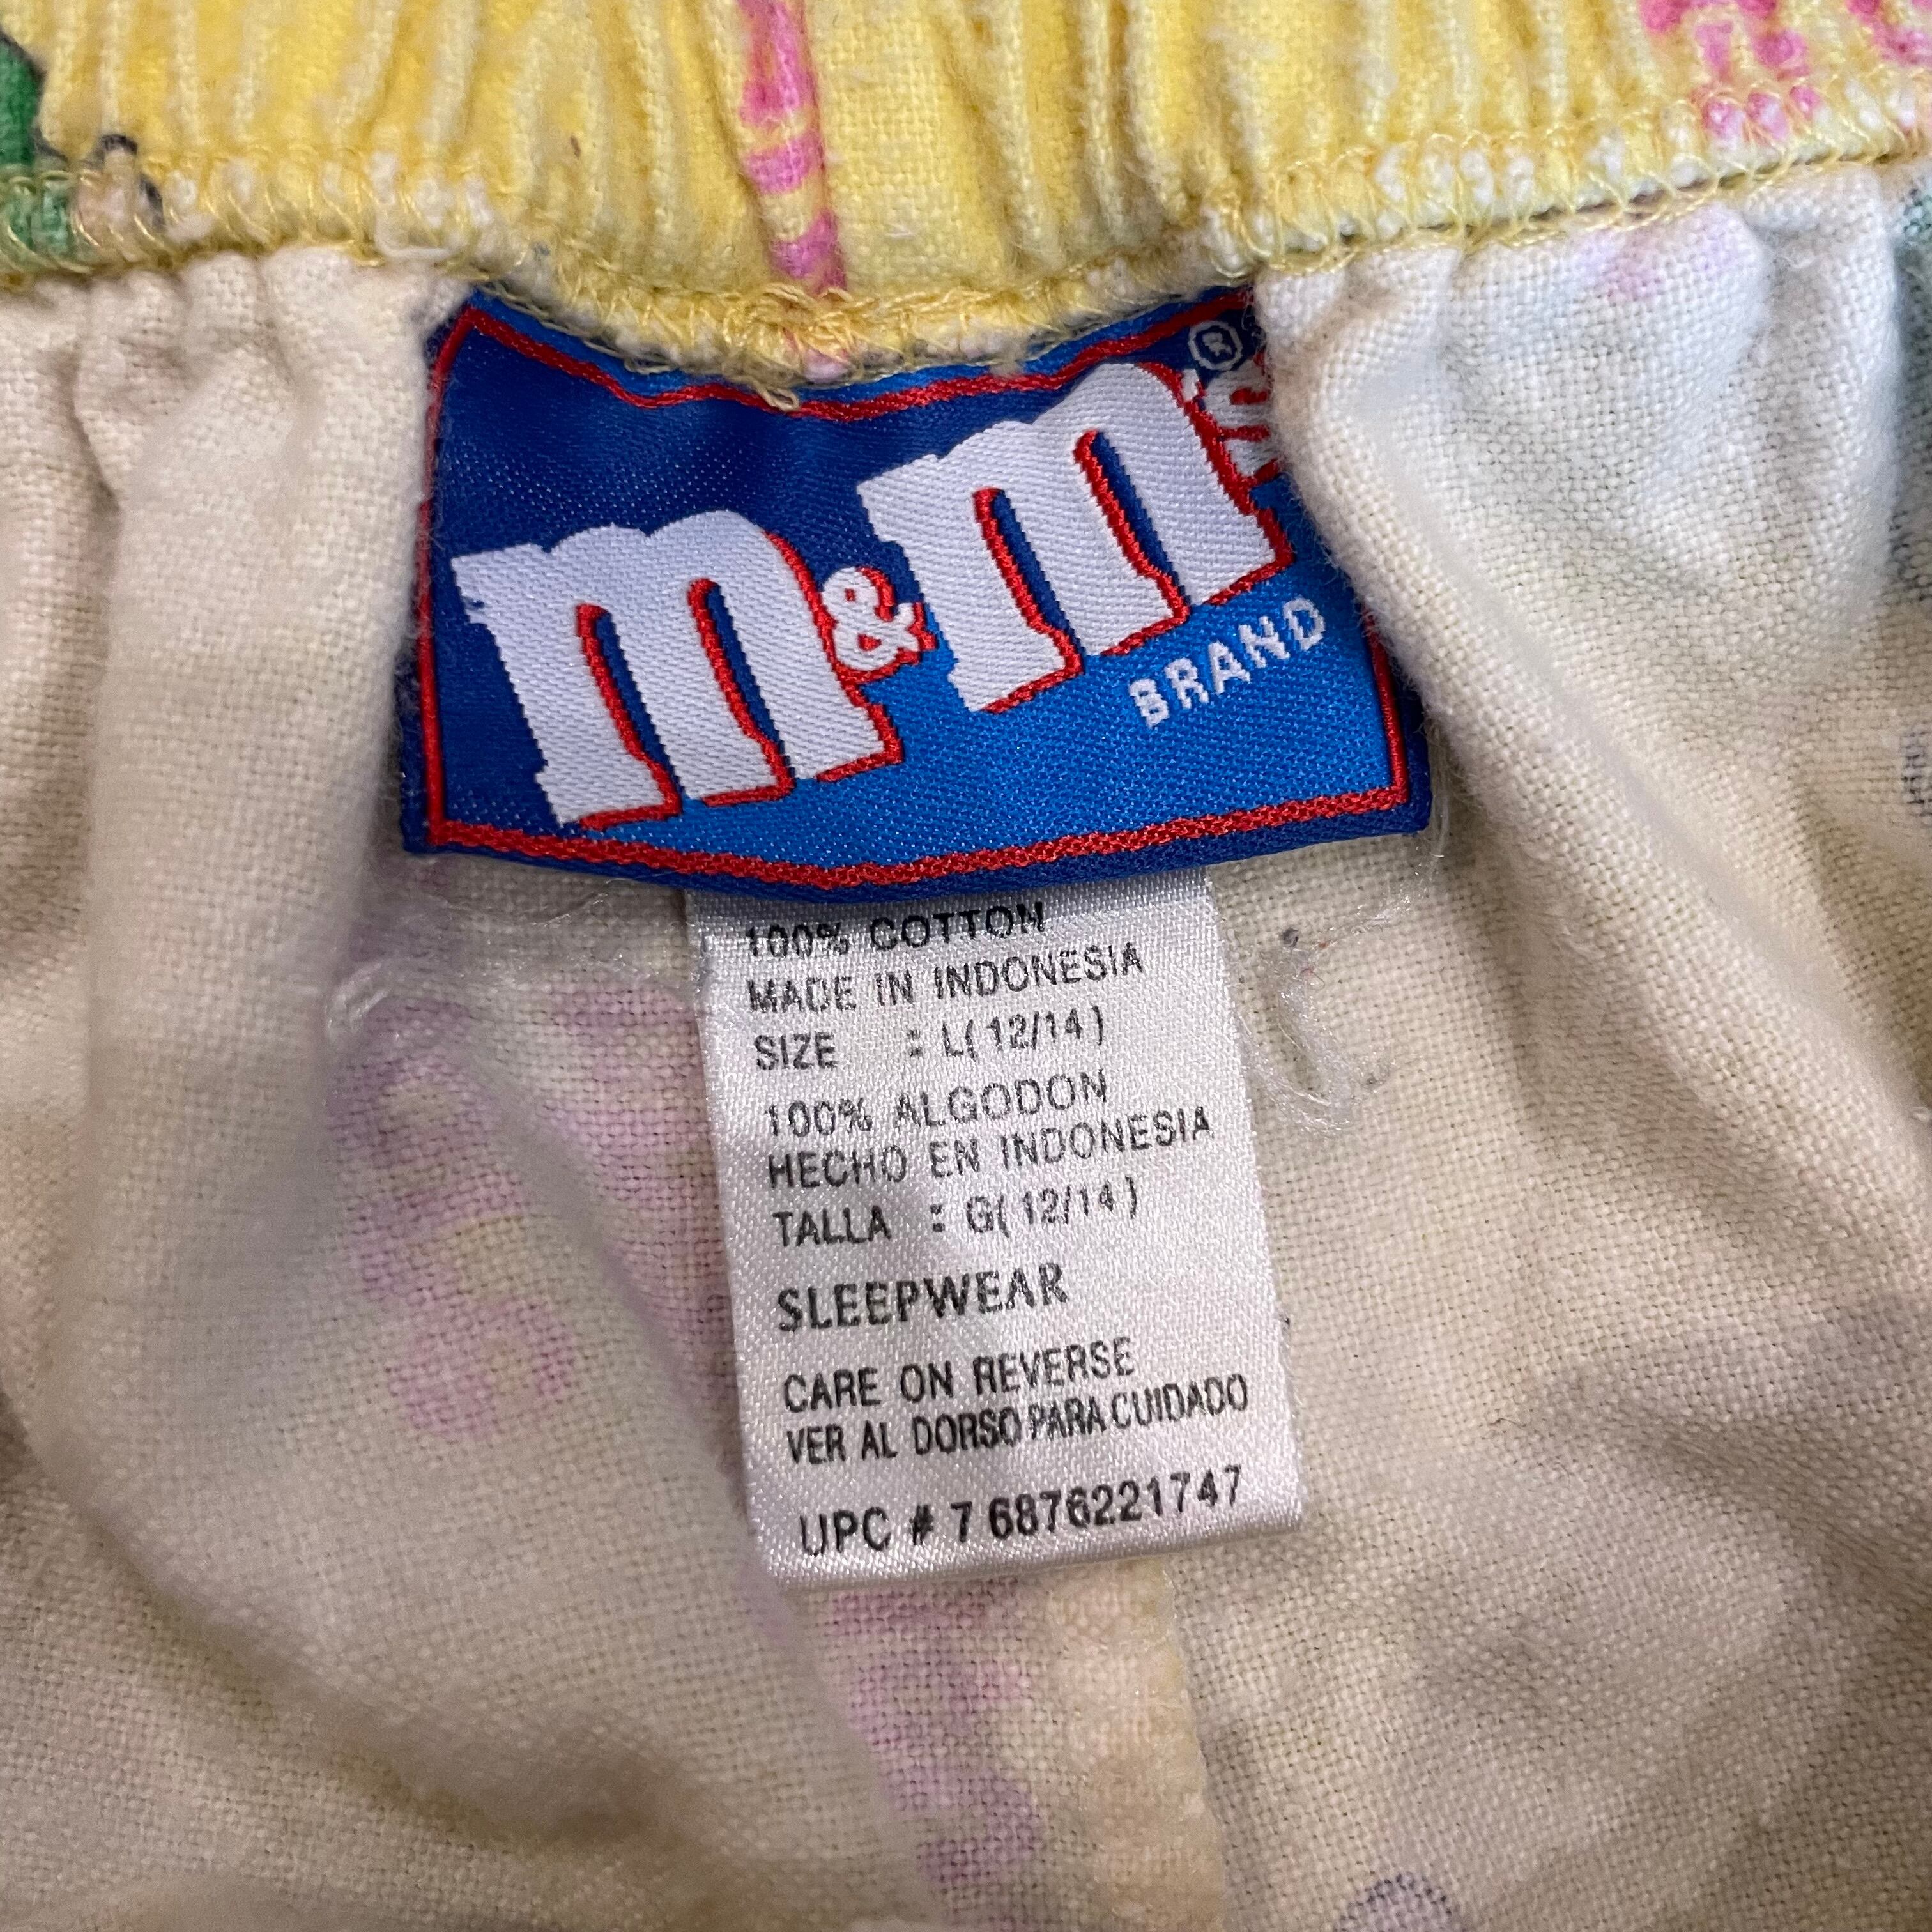 m&m's®
BRAND
100% COTTON
MADE IN INDONESIA
SIZE : L(12/14)
100% ALGODON
HECHO EN INDONESIA
TALLA : G(12/14)
SLEEPWEAR
CARE ON REVERSE
VER AL DORSO PARA CUIDADO
UPC # 7 6876221747